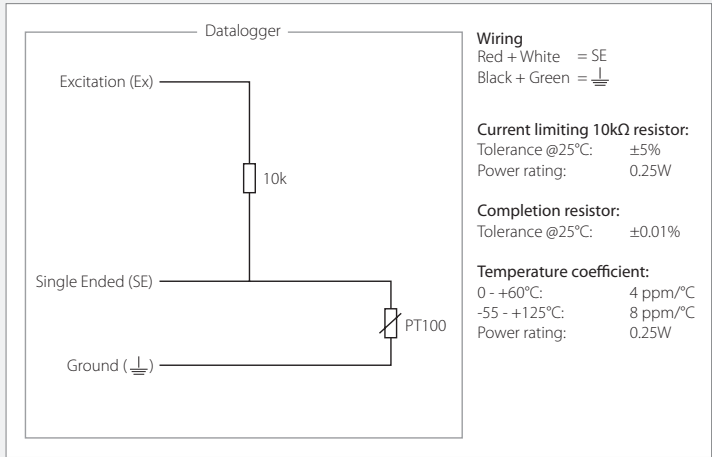 Datalogger
Excitation (Ex)
10k
Single Ended (SE)
PT100
Ground (⏚)
Wiring
Red + White = SE
Black + Green = ⏚
Current limiting 10kΩ resistor:
Tolerance @25°C: ±5%
Power rating: 0.25W
Completion resistor:
Tolerance @25°C: ±0.01%
Temperature coefficient:
0 - +60°C: 4 ppm/°C
-55 - +125°C: 8 ppm/°C
Power rating: 0.25W